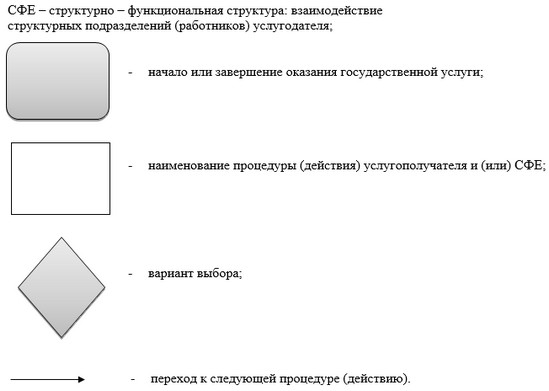 СФЕ – структурно – функциональная структура: взаимодействие
структурных подразделений (работников) услугодателя;
- начало или завершение оказания государственной услуги;
- наименование процедуры (действия) услугополучателя и (или) СФЕ;
- вариант выбора;
- переход к следующей процедуре (действию).